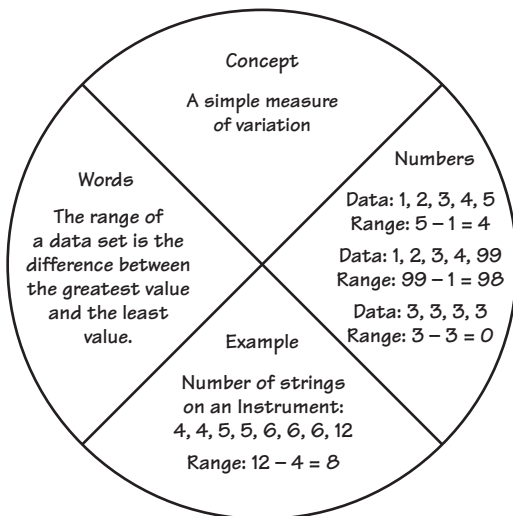 Concept
A simple measure
of variation
Words
The range of
a data set is the
difference between
the greatest value
and the least
value.
Numbers
Data: 1, 2, 3, 4, 5
Range: 5 – 1 = 4
Data: 1, 2, 3, 4, 99
Range: 99 – 1 = 98
Data: 3, 3, 3, 3
Range: 3 – 3 = 0
Example
Number of strings
on an Instrument:
4, 4, 5, 5, 6, 6, 6, 12
Range: 12 – 4 = 8